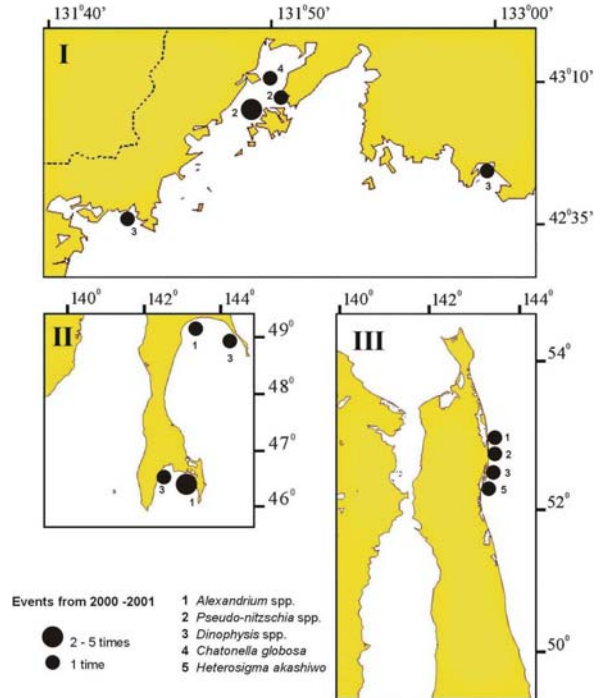 131°40' 131°50' 133°00'
I
4
2
2
3
3
43°10'
42°35'
140° 142° 144°
II
1
3
3
1
49°
48°
47°
46°
140° 142° 144°
III
1
2
3
5
54°
52°
50°
Events from 2000 -2001
2 - 5 times
1 time
1 Alexandrium spp.
2 Pseudo-nitzschia spp.
3 Dinophysis spp.
4 Chatonella globosa
5 Heterosigma akashiwo